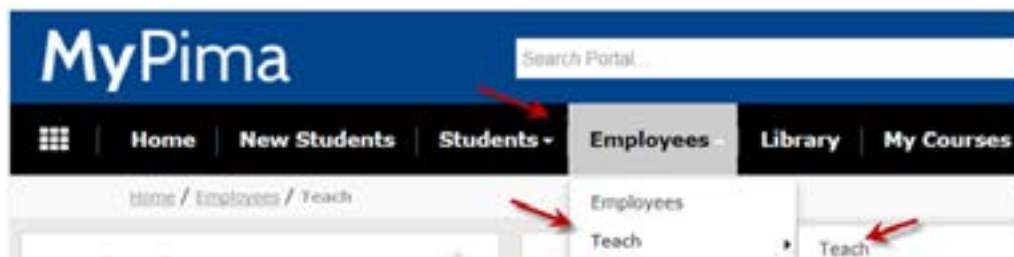 MyPima
Search Portal...
Home New Students Students Employees Library My Courses
Home / Employees / Teach
Employees
Teach
Teach